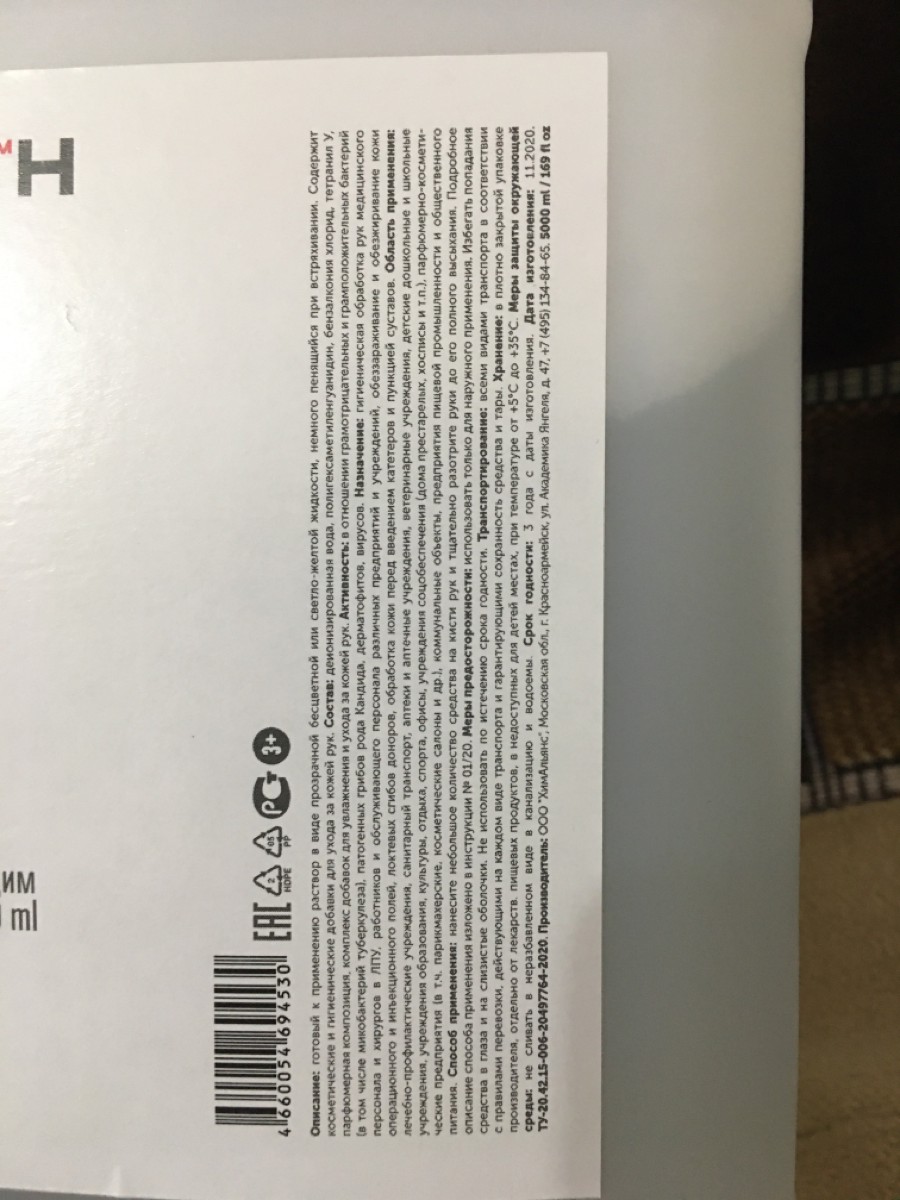 М
Н
ИМ
ml
4 660054 694530
EAC 2 HDPE 05 PP РСТ 3+
Описание: готовый к применению раствор в виде прозрачной бесцветной или светло-желтой жидкости, немного пенящийся при встряхивании. Содержит
косметические и гигиенические добавки для ухода за кожей рук. Состав: деионизированная вода, полигексаметиленгуанидин, бензалкония хлорид, тетранил У,
парфюмерная композиция, комплекс добавок для увлажнения и ухода за кожей рук. Активность: в отношении грамотрицательных и грамположительных бактерий
(в том числе микобактерий туберкулеза), патогенных грибов рода Кандида, дерматофитов, вирусов. Назначение: гигиеническая обработка рук медицинского
персонала и хирургов в ЛПУ, работников и обслуживающего персонала различных предприятий и учреждений, обеззараживание и обезжиривание кожи
операционного и инъекционного полей, локтевых сгибов доноров, обработка кожи перед введением катетеров и пункцией суставов. Область применения:
лечебно-профилактические учреждения, санитарный транспорт, аптеки и аптечные учреждения, ветеринарные учреждения, детские дошкольные и школьные
учреждения, учреждения образования, культуры, отдыха, спорта, офисы, учреждения соцобеспечения (дома престарелых, хосписы и т.п.), парфюмерно-космети-
ческие предприятия (в т.ч. парикмахерские, косметические салоны и др.), коммунальные объекты, предприятия пищевой промышленности и общественного
питания. Способ применения: нанесите небольшое количество средства на кисти рук и тщательно разотрите руки до его полного высыхания. Подробное
описание способа применения изложено в инструкции № 01/20. Меры предосторожности: использовать только для наружного применения. Избегать попадания
средства в глаза и на слизистые оболочки. Не использовать по истечению срока годности. Транспортирование: всеми видами транспорта в соответствии
с правилами перевозки, действующими на каждом виде транспорта и гарантирующими сохранность средства и тары. Хранение: в плотно закрытой упаковке
производителя, отдельно от лекарств, пищевых продуктов, в недоступных для детей местах, при температуре от +5°С до +35°С. Меры защиты окружающей
среды: не сливать в неразбавленном виде в канализацию и водоемы. Срок годности: 3 года с даты изготовления. Дата изготовления: 11.2020.
ТУ-20.42.15-006-20497764-2020. Производитель: ООО "ХимАльянс", Московская обл., г. Красноармейск, ул. Академика Янгеля, д. 47, +7 (495) 134-84-65. 5000 ml / 169 fl oz